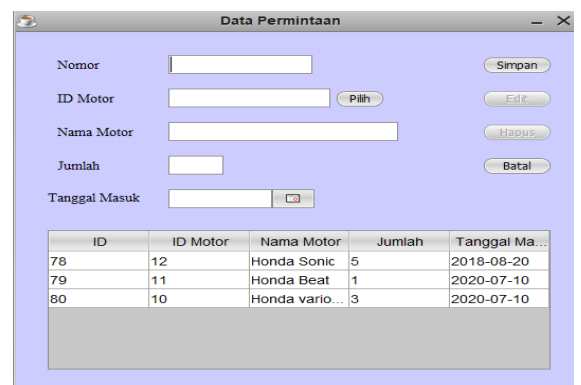 Data Permintaan
Nomor Simpan
ID Motor Pilih Edit
Nama Motor Hapus
Jumlah Batal
Tanggal Masuk
ID ID Motor Nama Motor Jumlah Tanggal Ma...
78 12 Honda Sonic 5 2018-08-20
79 11 Honda Beat 1 2020-07-10
80 10 Honda vario... 3 2020-07-10